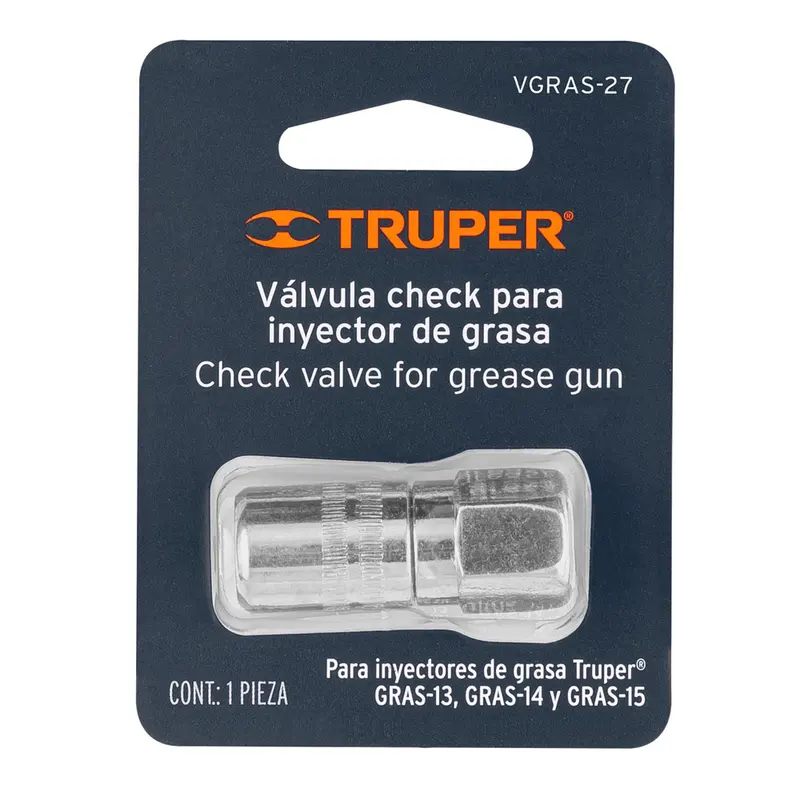 VGRAS-27
TRUPER®
Válvula check para
inyector de grasa
Check valve for grease gun
Para inyectores de grasa Truper®
CONT.: 1 PIEZA
GRAS-13, GRAS-14 y GRAS-15